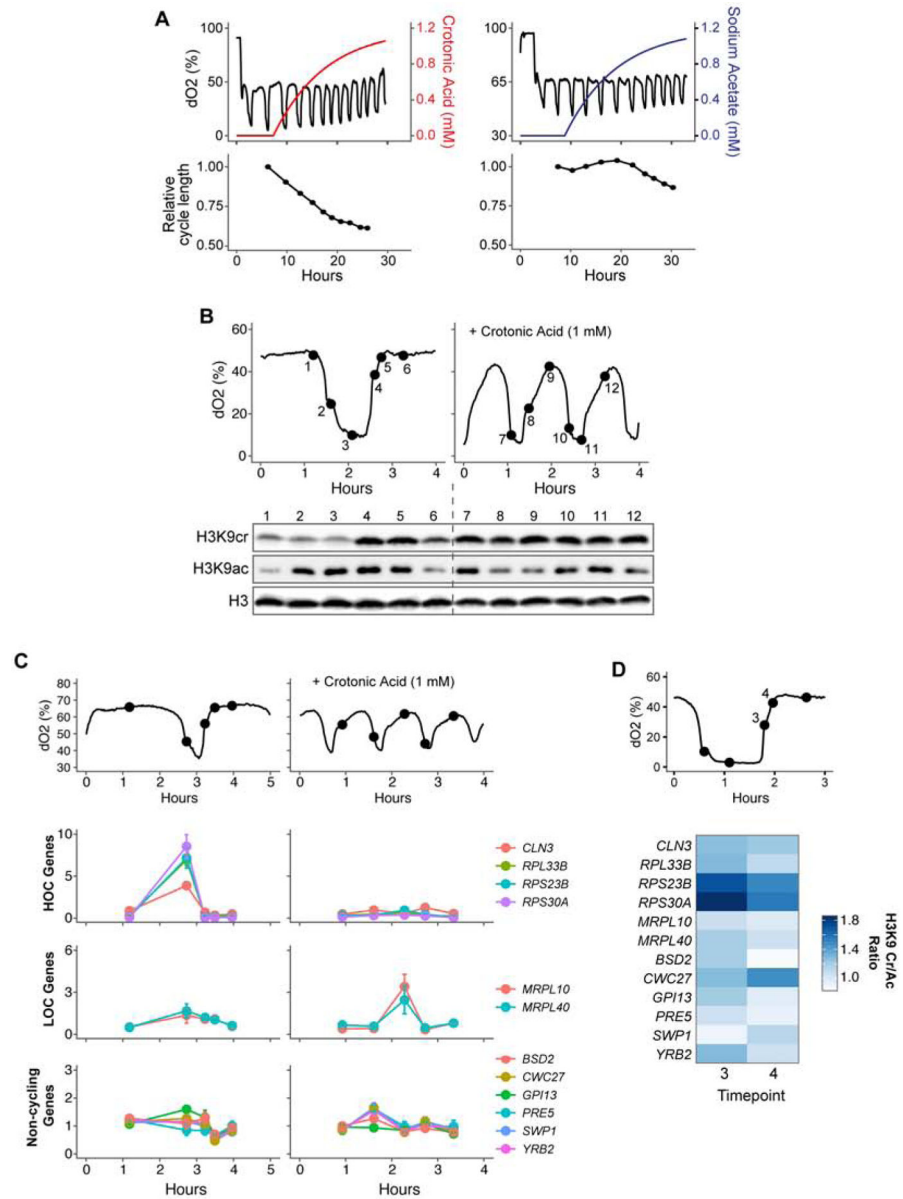 A
dO2 (%)
100
50
0
1.2
0.8
0.4
0.0
Crotonic Acid (mM)
dO2 (%)
100
65
30
1.2
0.8
0.4
0.0
Sodium Acetate (mM)
Relative
cycle length
1.00
0.75
0.50
0 10 20 30
Hours
1.00
0.75
0.50
0 10 20 30
Hours
B
+ Crotonic Acid (1 mM)
dO2 (%)
60
40
20
0
1 2 3 4 5 6
7 8 9 10 11 12
0 1 2 3 4
Hours
0 1 2 3 4
Hours
1 2 3 4 5 6 7 8 9 10 11 12
H3K9cr
H3K9ac
H3
C
+ Crotonic Acid (1 mM)
dO2 (%)
80
70
60
50
40
30
0 1 2 3 4 5
Hours
0 1 2 3 4
Hours
HOC Genes
10
5
0
CLN3
RPL33B
RPS23B
RPS30A
LOC Genes
6
3
0
MRPL10
MRPL40
Non-cycling
Genes
3
2
1
0
BSD2
CWC27
GPI13
PRE5
SWP1
YRB2
0 1 2 3 4 5
Hours
0 1 2 3 4
Hours
D
dO2 (%)
60
40
20
0
3
4
0 1 2 3
Hours
CLN3
RPL33B
RPS23B
RPS30A
MRPL10
MRPL40
BSD2
CWC27
GPI13
PRE5
SWP1
YRB2
3 4
Timepoint
1.8
1.4
1.0
H3K9 Cr/Ac
Ratio